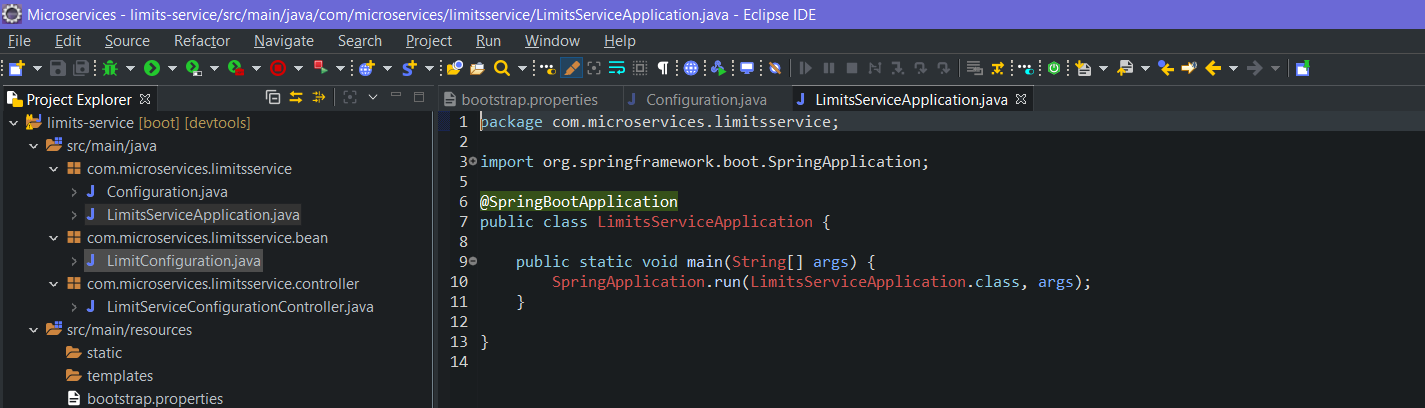 Microservices - limits-service/src/main/java/com/microservices/limitsservice/LimitsServiceApplication.java - Eclipse IDE
File Edit Source Refactor Navigate Search Project Run Window Help
Project Explorer
limits-service [boot] [devtools]
src/main/java
com.microservices.limitsservice
Configuration.java
LimitsServiceApplication.java
com.microservices.limitsservice.bean
LimitConfiguration.java
com.microservices.limitsservice.controller
LimitServiceConfigurationController.java
src/main/resources
static
templates
bootstrap.properties
bootstrap.properties Configuration.java LimitsServiceApplication.java
1 package com.microservices.limitsservice;
2
3 import org.springframework.boot.SpringApplication;
5
6 @SpringBootApplication
7 public class LimitsServiceApplication {
8
9 public static void main(String[] args) {
10 SpringApplication.run(LimitsServiceApplication.class, args);
11 }
12
13 }
14